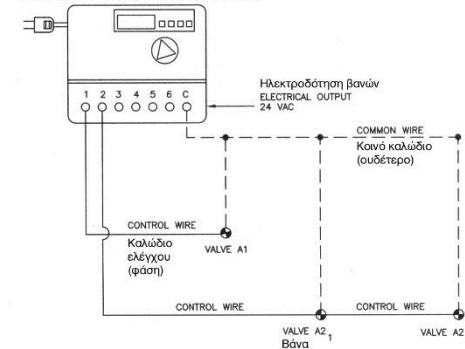 1 2 3 4 5 6 C
Ηλεκτροδότηση βανών
ELECTRICAL OUTPUT
24 VAC
COMMON WIRE
Κοινό καλώδιο
(ουδέτερο)
CONTROL WIRE
Καλώδιο
ελέγχου
(φάση)
VALVE A1
CONTROL WIRE
CONTROL WIRE
VALVE A2 1
Βάνα
VALVE A2